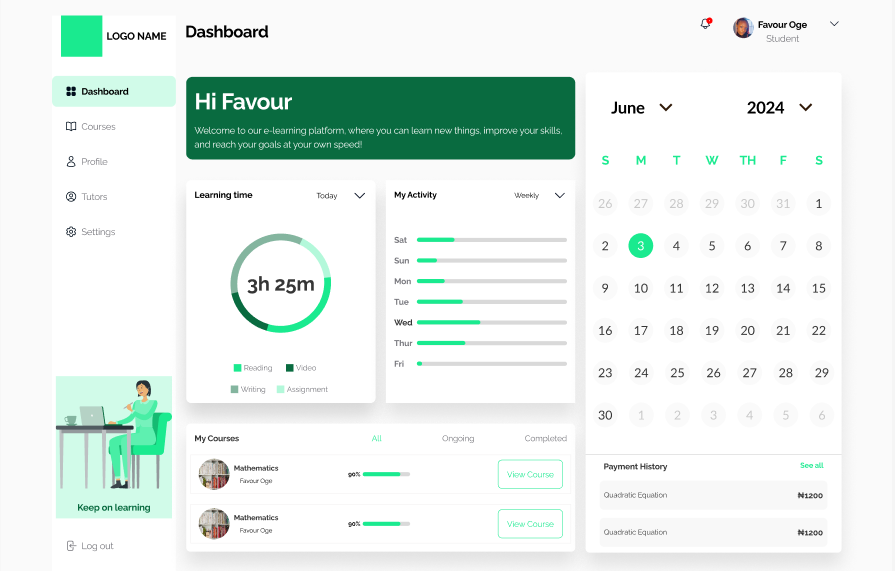 LOGO NAME
Dashboard
Favour Oge
Student
Dashboard
Courses
Profile
Tutors
Settings
Keep on learning
Log out
Hi Favour
Welcome to our e-learning platform, where you can learn new things, improve your skills,
and reach your goals at your own speed!
Learning time
Today
3h 25m
Reading
Video
Writing
Assignment
My Activity
Weekly
Sat
Sun
Mon
Tue
Wed
Thur
Fri
My Courses
All
Ongoing
Completed
Mathematics
Favour Oge
90%
View Course
Mathematics
Favour Oge
90%
View Course
June
2024
S M T W TH F S
26 27 28 29 30 31 1
2 3 4 5 6 7 8
9 10 11 12 13 14 15
16 17 18 19 20 21 22
23 24 25 26 27 28 29
30 1 2 3 4 5 6
Payment History
See all
Quadratic Equation
₦1200
Quadratic Equation
₦1200